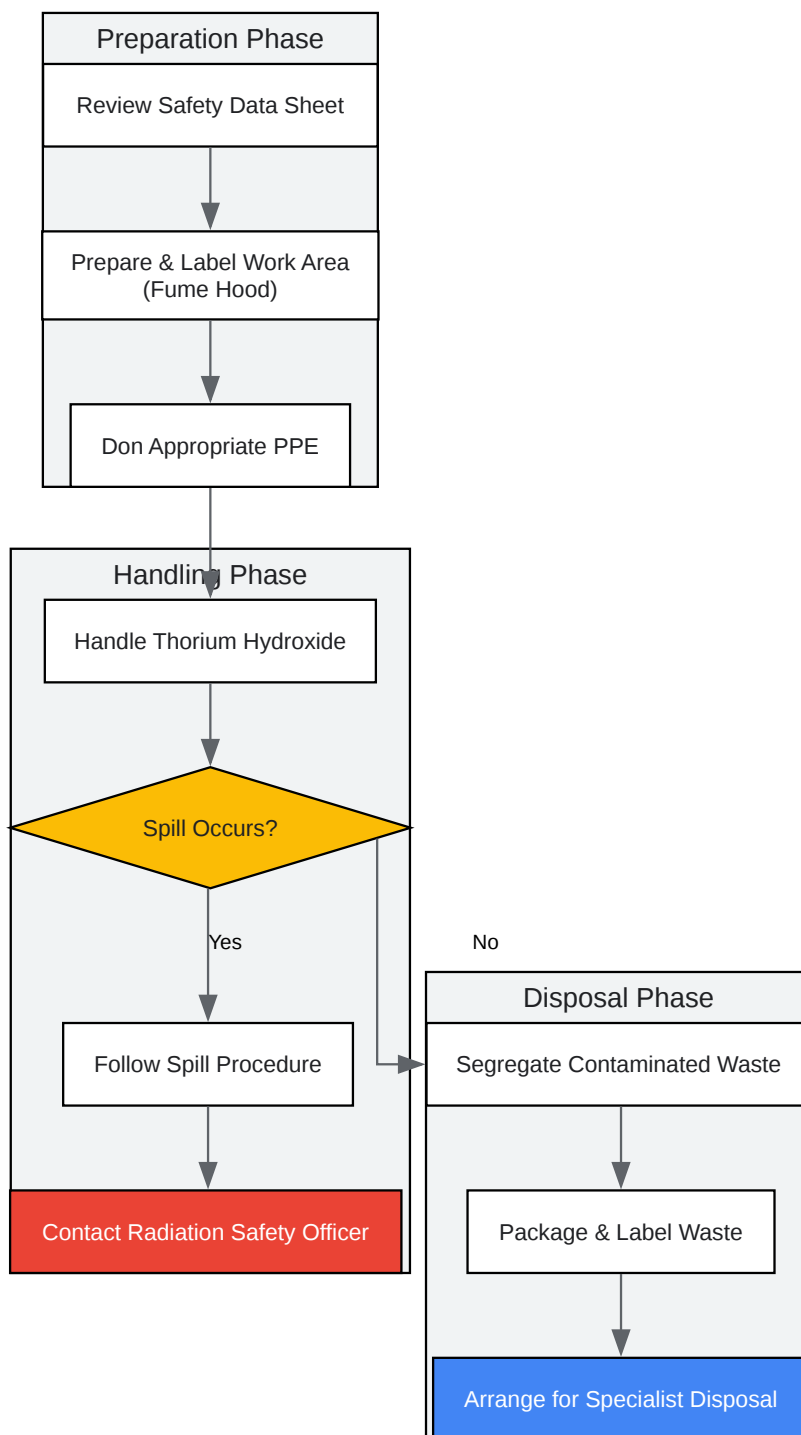 Preparation Phase
Review Safety Data Sheet
Prepare & Label Work Area
(Fume Hood)
Don Appropriate PPE
Handling Phase
Handle Thorium Hydroxide
Spill Occurs?
Yes
No
Disposal Phase
Follow Spill Procedure
Segregate Contaminated Waste
Contact Radiation Safety Officer
Package & Label Waste
Arrange for Specialist Disposal